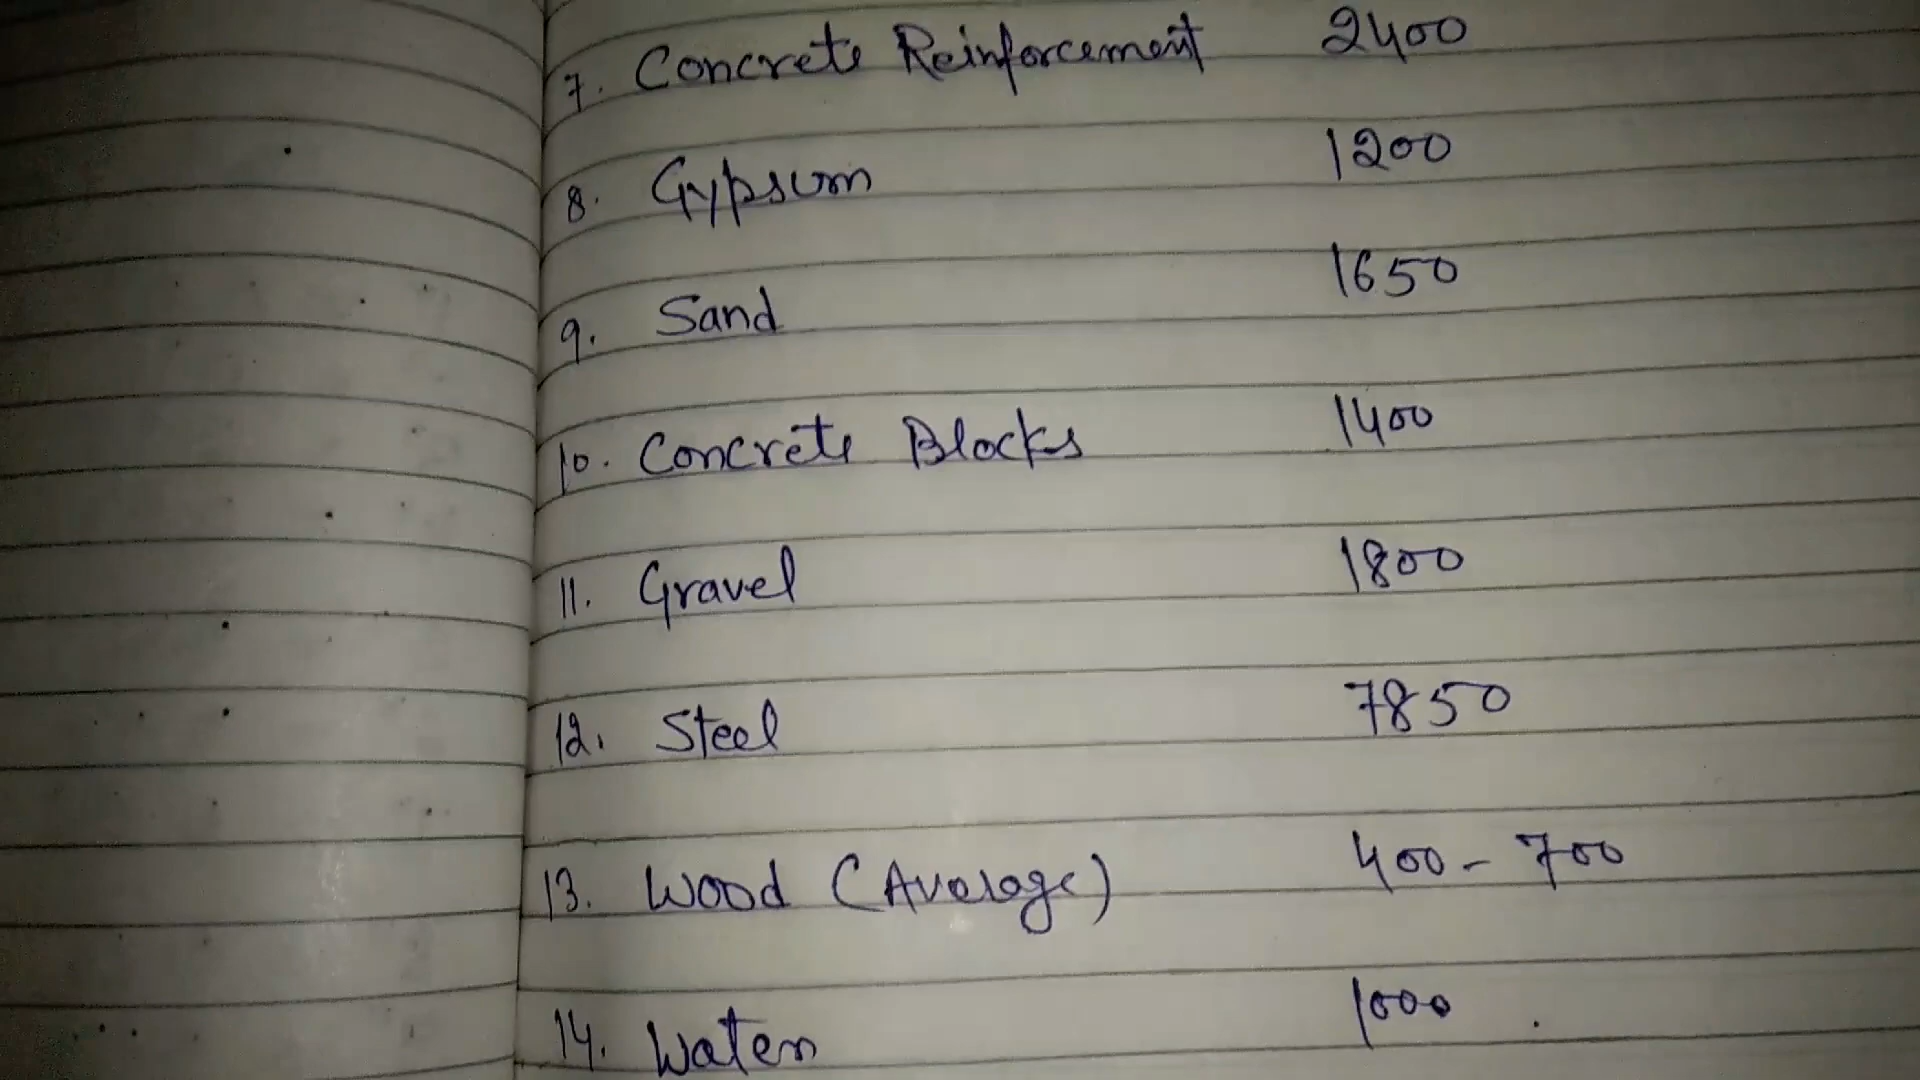 7. Concrete Reinforcement 2400
8. Gypsum 1200
9. Sand 1650
10. Concrete Blocks 1400
11. Gravel 1800
12. Steel 7850
13. Wood (Average) 400 - 700
14. Water 1000